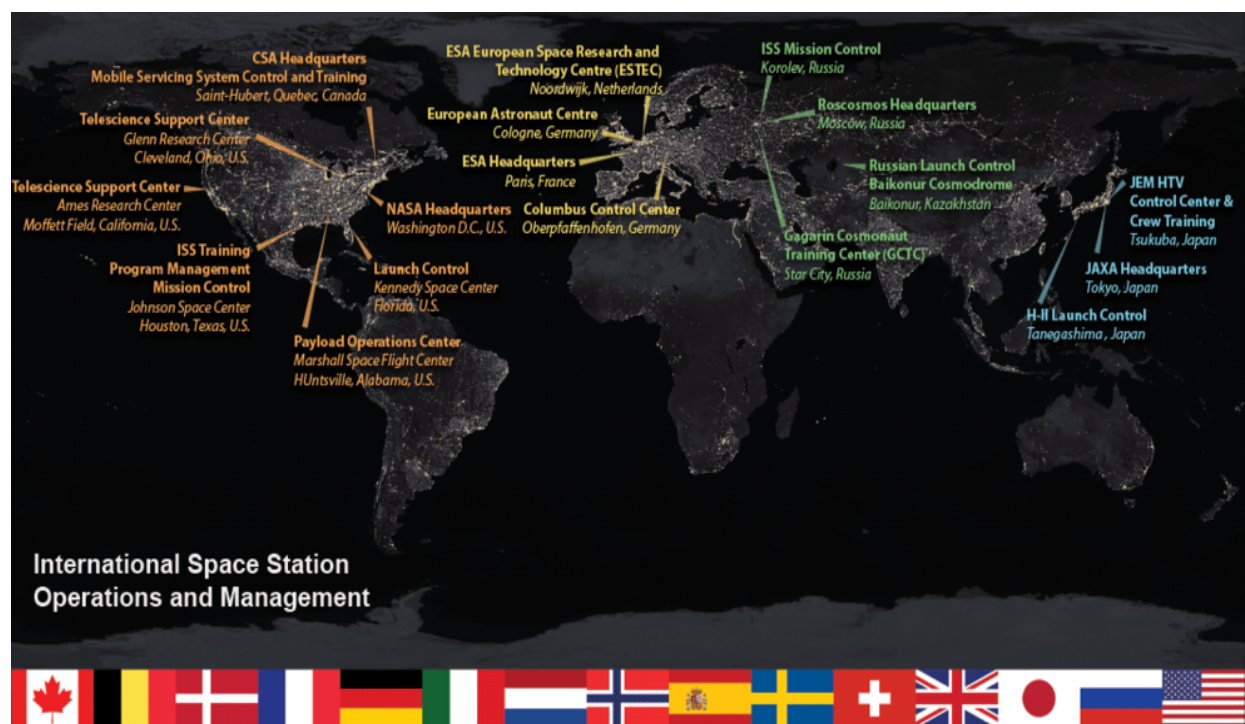 CSA Headquarters
Mobile Servicing System Control and Training
Saint-Hubert, Quebec, Canada
Telescience Support Center
Glenn Research Center
Cleveland, Ohio, U.S.
Telescience Support Center
Ames Research Center
Moffett Field, California, U.S.
ISS Training
Program Management
Mission Control
Johnson Space Center
Houston, Texas, U.S.
NASA Headquarters
Washington D.C., U.S.
Launch Control
Kennedy Space Center
Florida, U.S.
Payload Operations Center
Marshall Space Flight Center
HUntsville, Alabama, U.S.
ESA European Space Research and
Technology Centre (ESTEC)
Noordwijk, Netherlands
European Astronaut Centre
Cologne, Germany
ESA Headquarters
Paris, France
Columbus Control Center
Oberpfaffenhofen, Germany
ISS Mission Control
Korolev, Russia
Roscosmos Headquarters
Moscow, Russia
Russian Launch Control
Baikonur Cosmodrome
Baikonur, Kazakhstan
Gagarin Cosmonaut
Training Center (GCTC)
Star City, Russia
JEM HTV
Control Center &
Crew Training
Tsukuba, Japan
JAXA Headquarters
Tokyo, Japan
H-II Launch Control
Tanegashima , Japan
International Space Station
Operations and Management